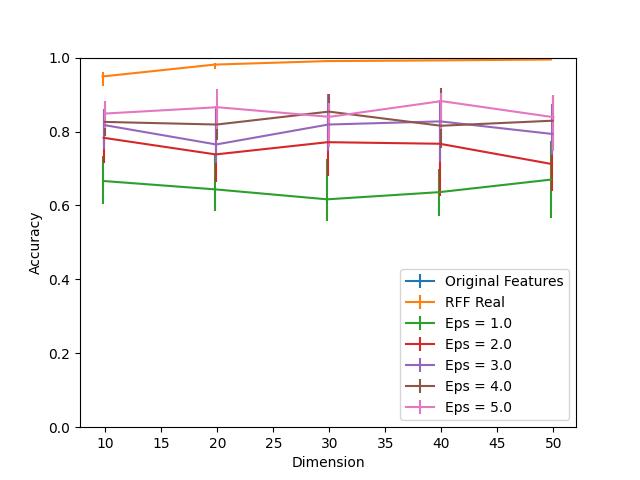 1.0
0.8
0.6
0.4
0.2
0.0
Accuracy
10
15
20
25
30
35
40
45
50
Dimension
Original Features
RFF Real
Eps = 1.0
Eps = 2.0
Eps = 3.0
Eps = 4.0
Eps = 5.0